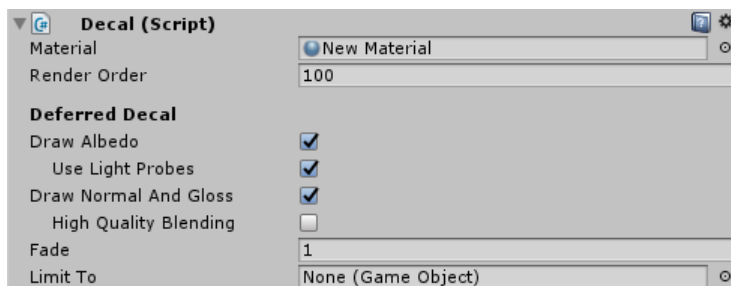 Decal (Script)
Material New Material
Render Order 100
Deferred Decal
Draw Albedo
Use Light Probes
Draw Normal And Gloss
High Quality Blending
Fade 1
Limit To None (Game Object)